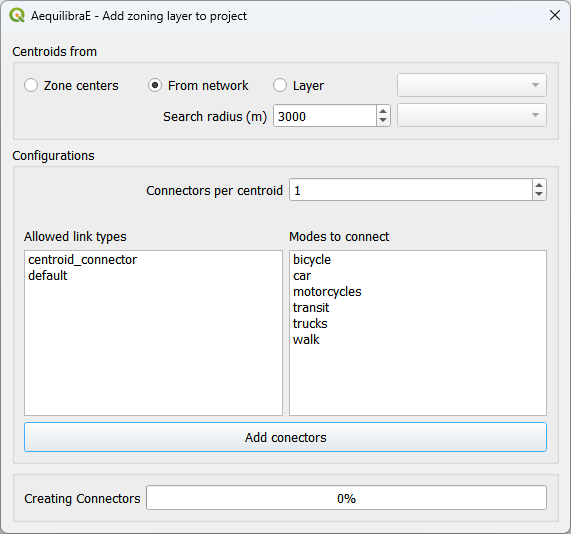 AequilibraE - Add zoning layer to project
Centroids from
Zone centers
From network
Layer
Search radius (m)
3000
Configurations
Connectors per centroid
1
Allowed link types
Modes to connect
centroid_connector
default
bicycle
car
motorcycles
transit
trucks
walk
Add conectors
Creating Connectors
0%